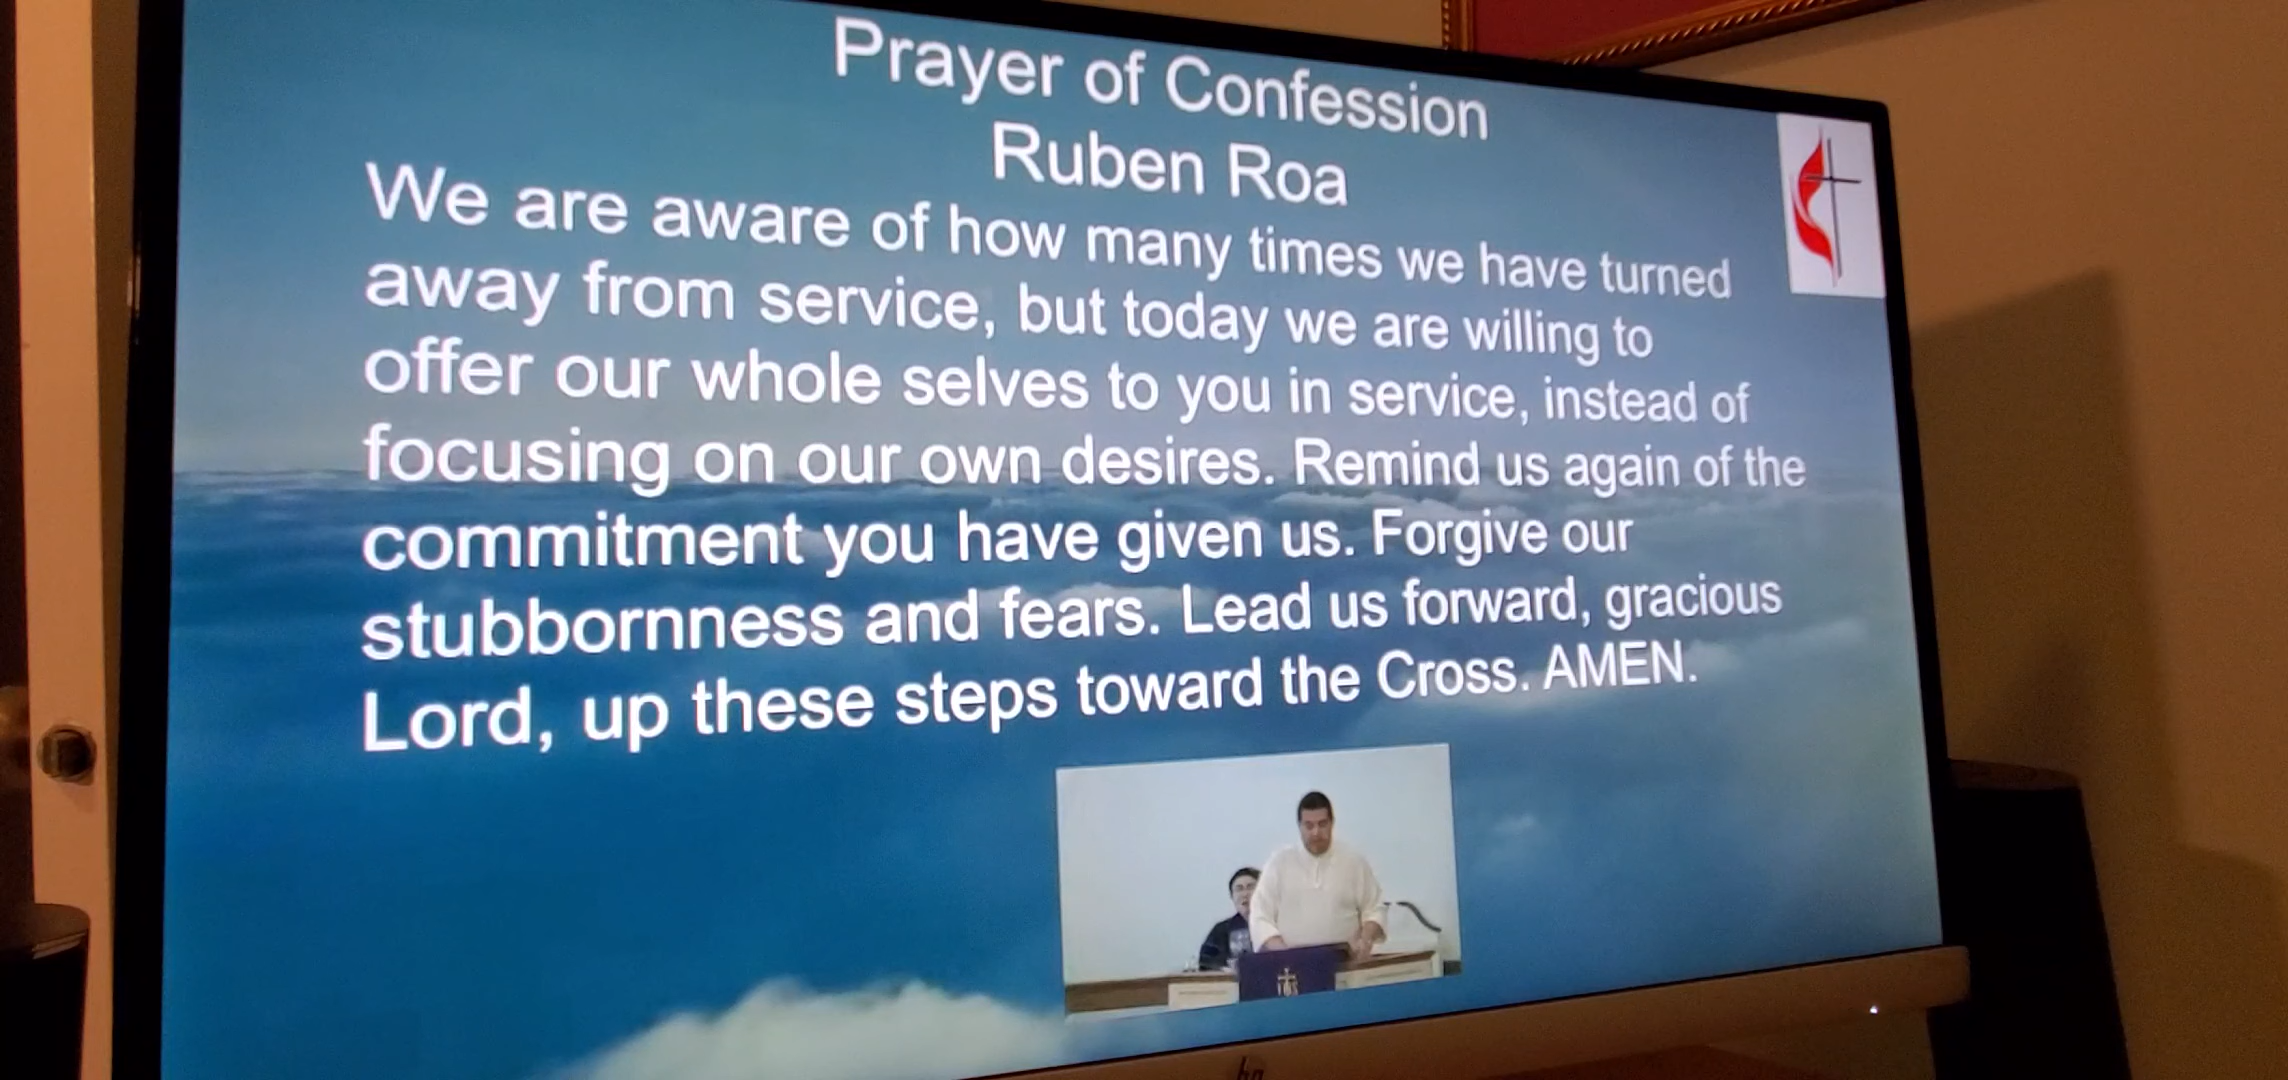 Prayer of Confession
Ruben Roa
We are aware of how many times we have turned
away from service, but today we are willing to
offer our whole selves to you in service, instead of
focusing on our own desires. Remind us again of the
commitment you have given us. Forgive our
stubbornness and fears. Lead us forward, gracious
Lord, up these steps toward the Cross. AMEN.
IHS
hp